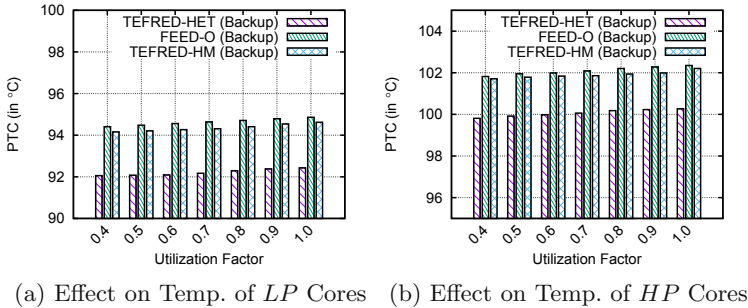 100
98
96
94
92
90
PTC (in °C)
TEFRED-HET (Backup)
FEED-O (Backup)
TEFRED-HM (Backup)
0.4 0.5 0.6 0.7 0.8 0.9 1.0
Utilization Factor
(a) Effect on Temp. of LP Cores
104
102
100
98
96
PTC (in °C)
TEFRED-HET (Backup)
FEED-O (Backup)
TEFRED-HM (Backup)
0.4 0.5 0.6 0.7 0.8 0.9 1.0
Utilization Factor
(b) Effect on Temp. of HP Cores